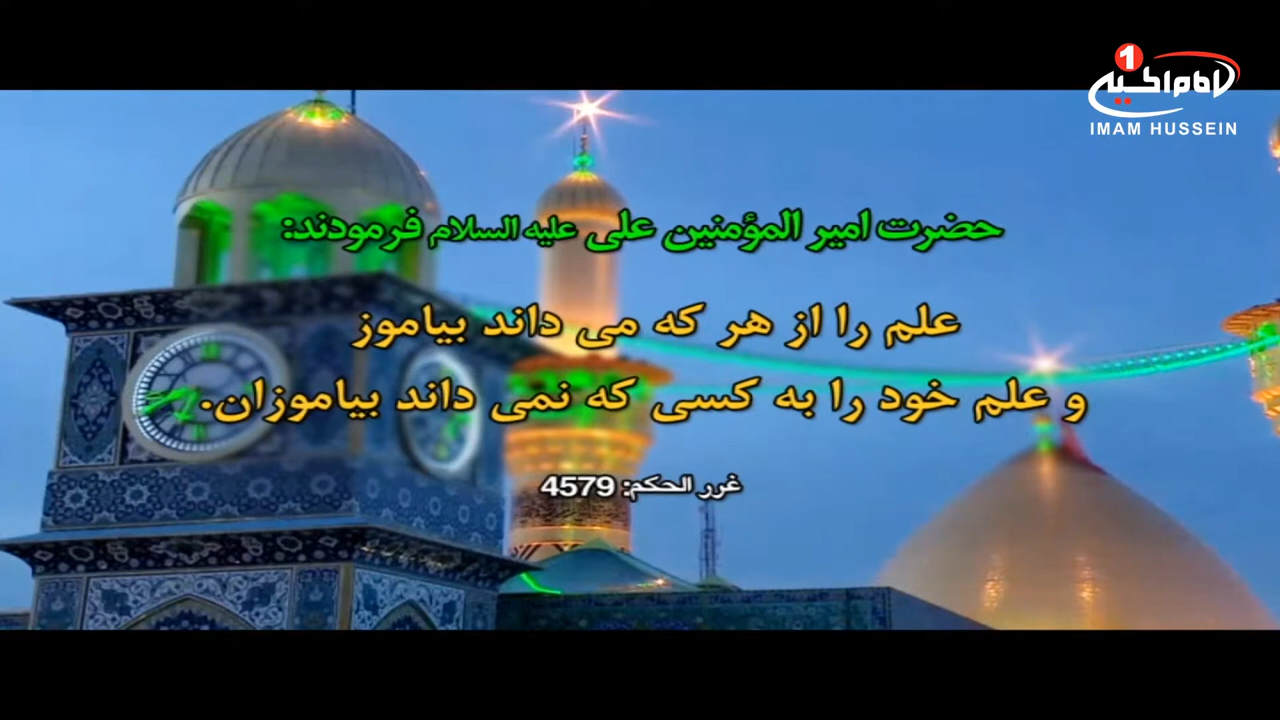 1
امام الحسین
IMAM HUSSEIN
حضرت امیر المؤمنین علی علیه السلام فرمودند:
علم را از هر که می داند بیاموز
و علم خود را به کسی که نمی داند بیاموزان.
غرر الحکم: 4579